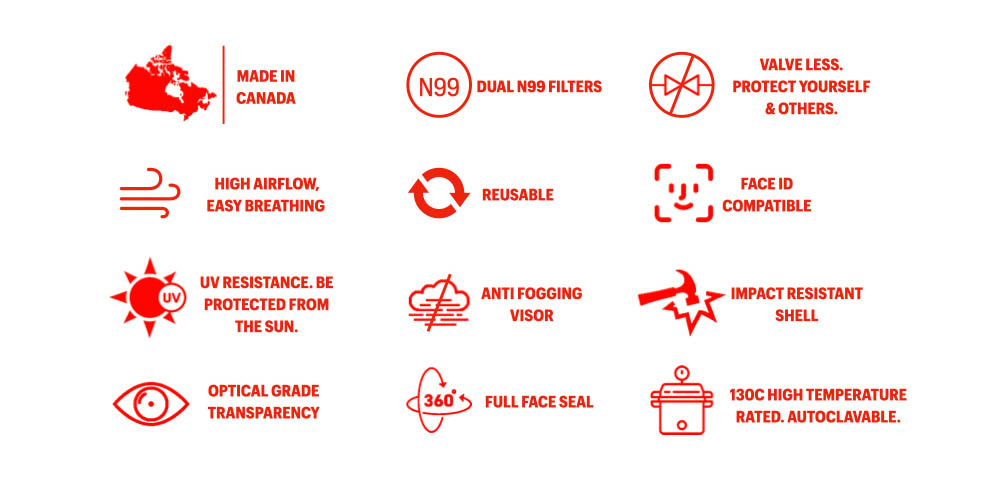 MADE IN
CANADA
N99
DUAL N99 FILTERS
VALVE LESS.
PROTECT YOURSELF
& OTHERS.
HIGH AIRFLOW,
EASY BREATHING
REUSABLE
FACE ID
COMPATIBLE
UV
UV RESISTANCE. BE
PROTECTED FROM
THE SUN.
ANTI FOGGING
VISOR
IMPACT RESISTANT
SHELL
OPTICAL GRADE
TRANSPARENCY
360°
FULL FACE SEAL
130C HIGH TEMPERATURE
RATED. AUTOCLAVABLE.